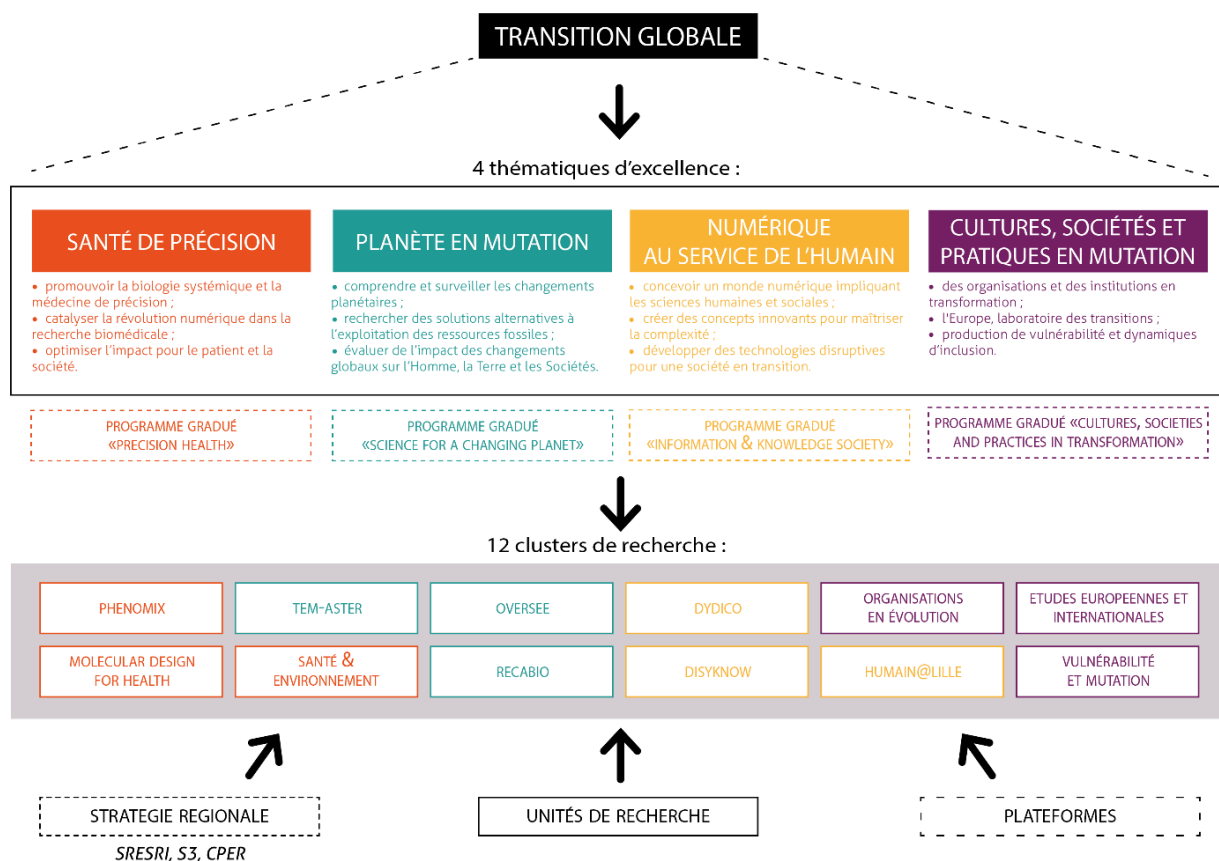 TRANSITION GLOBALE
4 thématiques d'excellence :
SANTÉ DE PRÉCISION
• promouvoir la biologie systémique et la
médecine de précision ;
• catalyser la révolution numérique dans la
recherche biomédicale ;
• optimiser l'impact pour le patient et la
société.
PLANÈTE EN MUTATION
• comprendre et surveiller les changements
planétaires ;
• rechercher des solutions alternatives à
l'exploitation des ressources fossiles ;
• évaluer de l'impact des changements
globaux sur l'Homme, la Terre et les Sociétés.
NUMÉRIQUE
AU SERVICE DE L'HUMAIN
• concevoir un monde numérique impliquant
les sciences humaines et sociales ;
• créer des concepts innovants pour maîtriser
la complexité ;
• développer des technologies disruptives
pour une société en transition.
CULTURES, SOCIÉTÉS ET
PRATIQUES EN MUTATION
• des organisations et des institutions en
transformation ;
• l'Europe, laboratoire des transitions ;
• production de vulnérabilité et dynamiques
d'inclusion.
PROGRAMME GRADUÉ
«PRECISION HEALTH»
PROGRAMME GRADUÉ
«SCIENCE FOR A CHANGING PLANET»
PROGRAMME GRADUÉ
«INFORMATION & KNOWLEDGE SOCIETY»
PROGRAMME GRADUÉ «CULTURES, SOCIETIES
AND PRACTICES IN TRANSFORMATION»
12 clusters de recherche :
PHENOMIX
TEM-ASTER
OVERSEE
DYDICO
ORGANISATIONS
EN ÉVOLUTION
ETUDES EUROPEENNES ET
INTERNATIONALES
MOLECULAR DESIGN
FOR HEALTH
SANTÉ &
ENVIRONNEMENT
RECABIO
DISYKNOW
HUMAIN@LILLE
VULNÉRABILITÉ
ET MUTATION
STRATEGIE REGIONALE
SRESRI, S3, CPER
UNITÉS DE RECHERCHE
PLATEFORMES